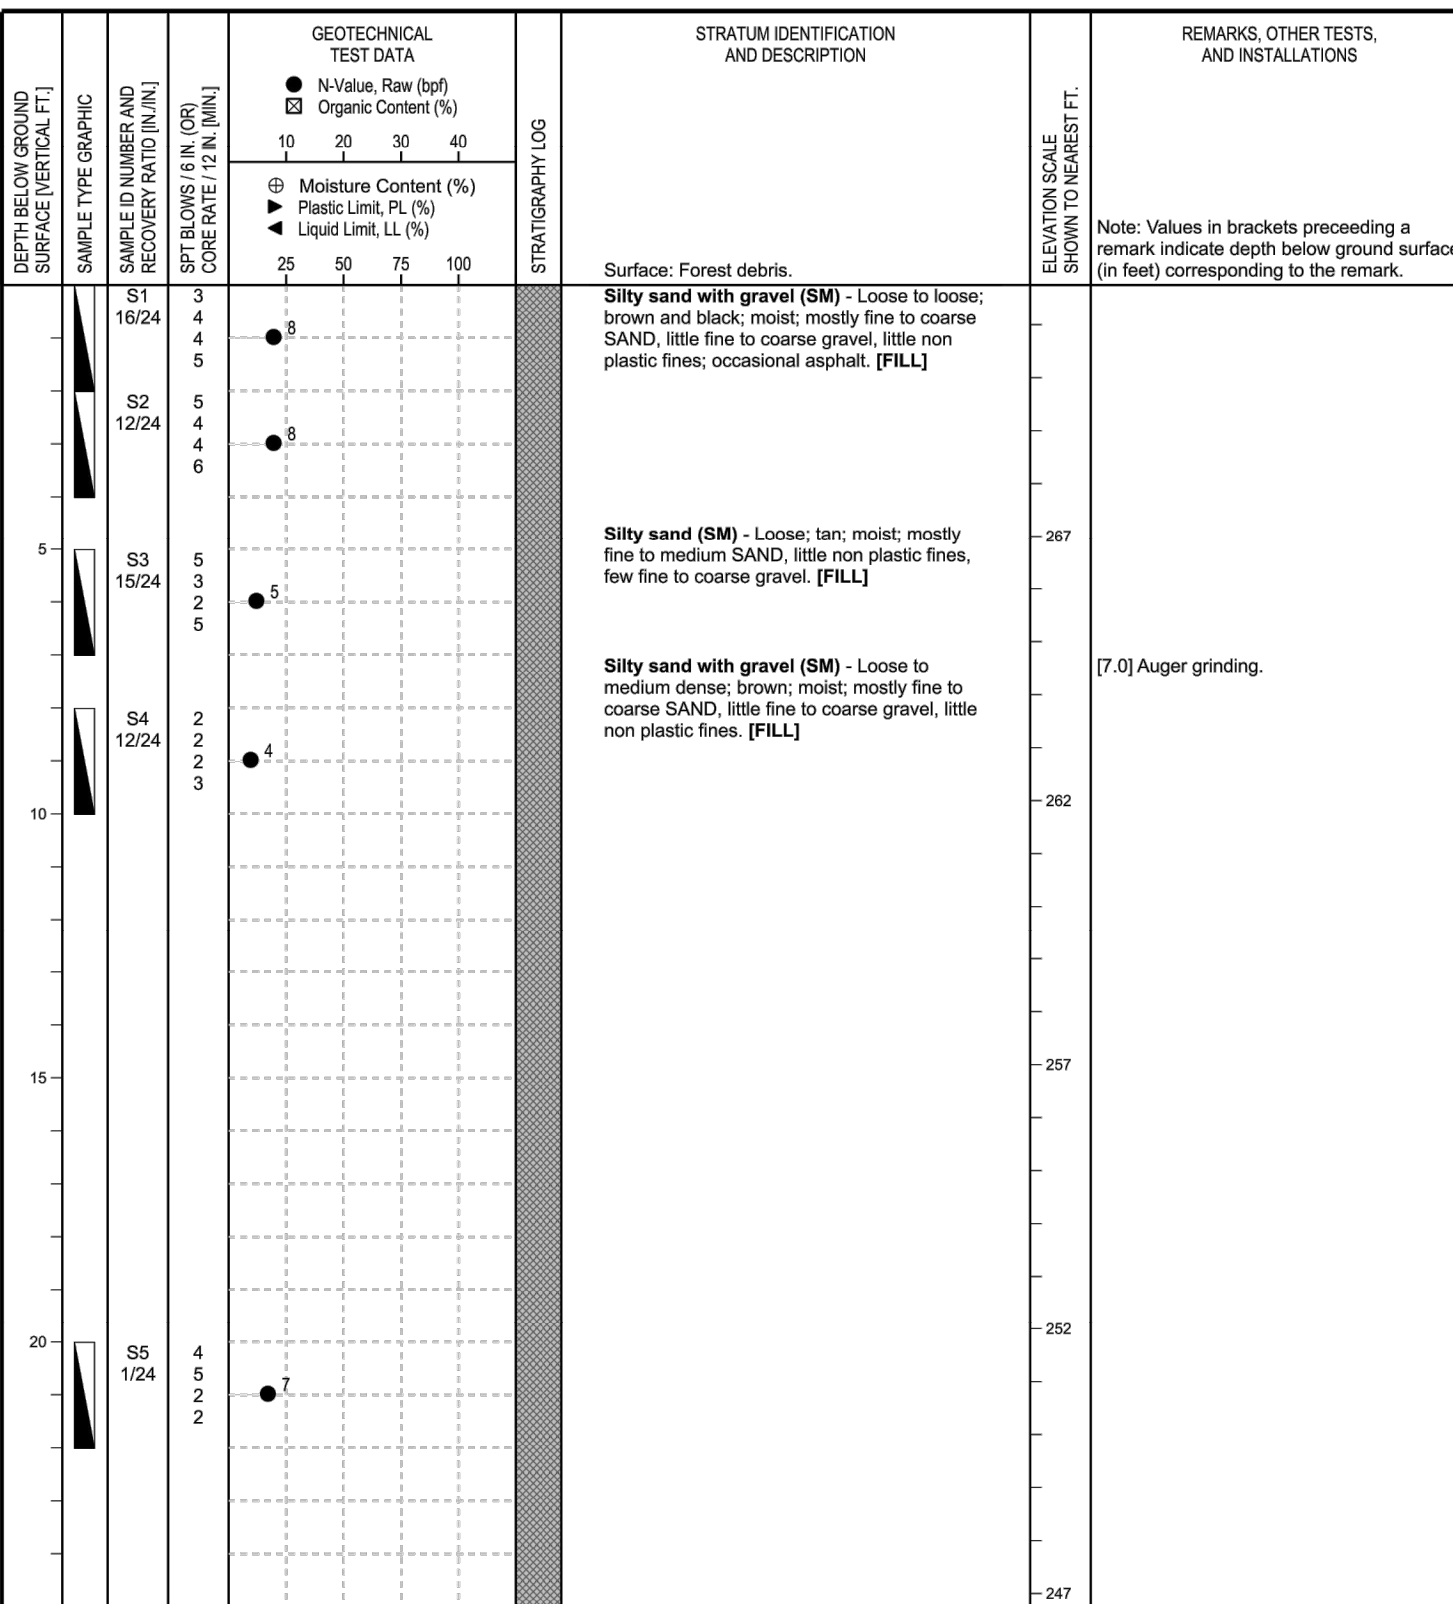 DEPTH BELOW GROUND
SURFACE [VERTICAL FT.]
SAMPLE TYPE GRAPHIC
SAMPLE ID NUMBER AND
RECOVERY RATIO [IN./IN.]
SPT BLOWS / 6 IN. (OR)
CORE RATE / 12 IN. [MIN.]
GEOTECHNICAL
TEST DATA
N-Value, Raw (bpf)
Organic Content (%)
10 20 30 40
Moisture Content (%)
Plastic Limit, PL (%)
Liquid Limit, LL (%)
25 50 75 100
STRATIGRAPHY LOG
STRATUM IDENTIFICATION
AND DESCRIPTION
Surface: Forest debris.
ELEVATION SCALE
SHOWN TO NEAREST FT.
REMARKS, OTHER TESTS,
AND INSTALLATIONS
Note: Values in brackets preceeding a
remark indicate depth below ground surface
(in feet) corresponding to the remark.
S1
16/24
3
4
4
5
8
Silty sand with gravel (SM) - Loose to loose;
brown and black; moist; mostly fine to coarse
SAND, little fine to coarse gravel, little non
plastic fines; occasional asphalt. [FILL]
S2
12/24
5
4
4
6
8
5
S3
15/24
5
3
2
5
5
Silty sand (SM) - Loose; tan; moist; mostly
fine to medium SAND, little non plastic fines,
few fine to coarse gravel. [FILL]
267
Silty sand with gravel (SM) - Loose to
medium dense; brown; moist; mostly fine to
coarse SAND, little fine to coarse gravel, little
non plastic fines. [FILL]
[7.0] Auger grinding.
S4
12/24
2
2
2
3
4
10
262
15
257
20
S5
1/24
4
5
2
2
7
252
247